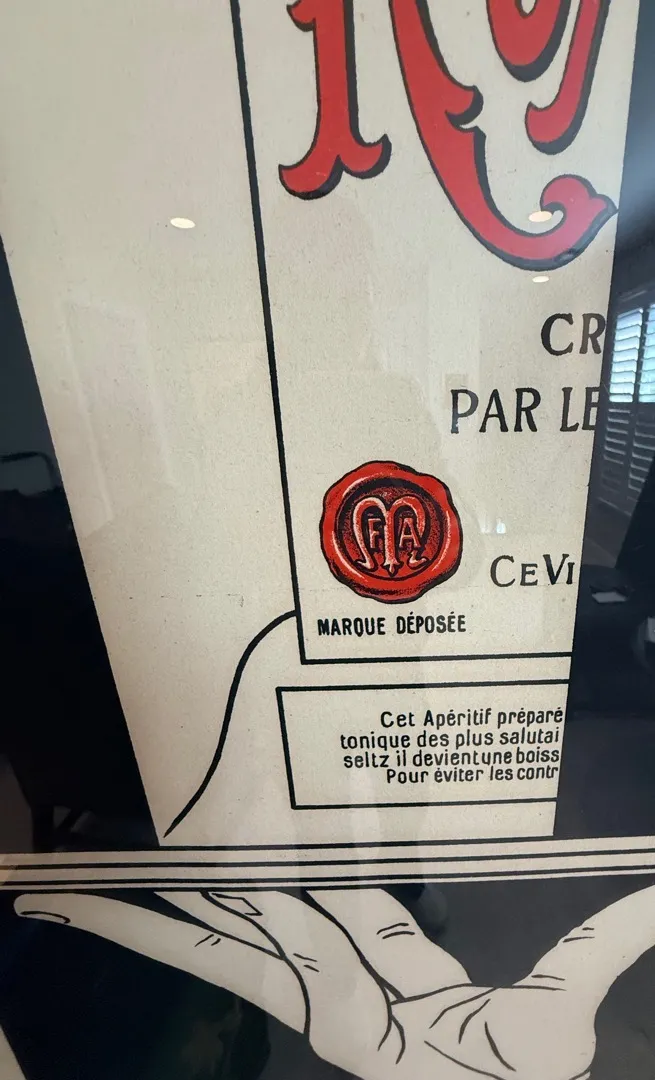 CR
PAR LE
MFA
CEVI
MARQUE DÉPOSÉE
Cet Apéritif préparé
tonique des plus salutai
seltz il devient une boiss
Pour éviter les contr